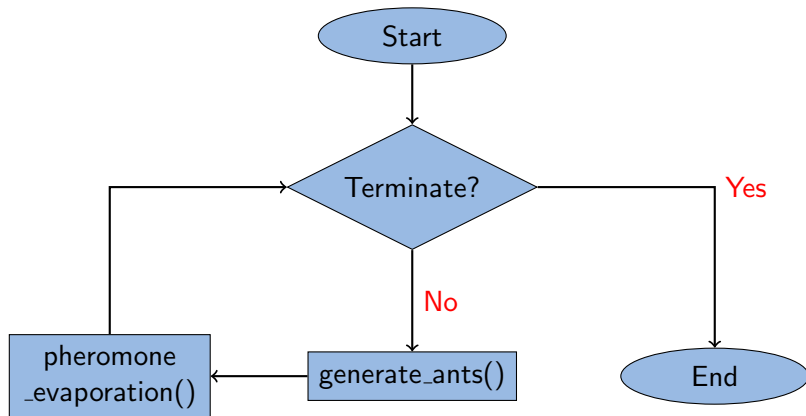 Start
Terminate?
Yes
No
pheromone
_evaporation()
generate_ants()
End